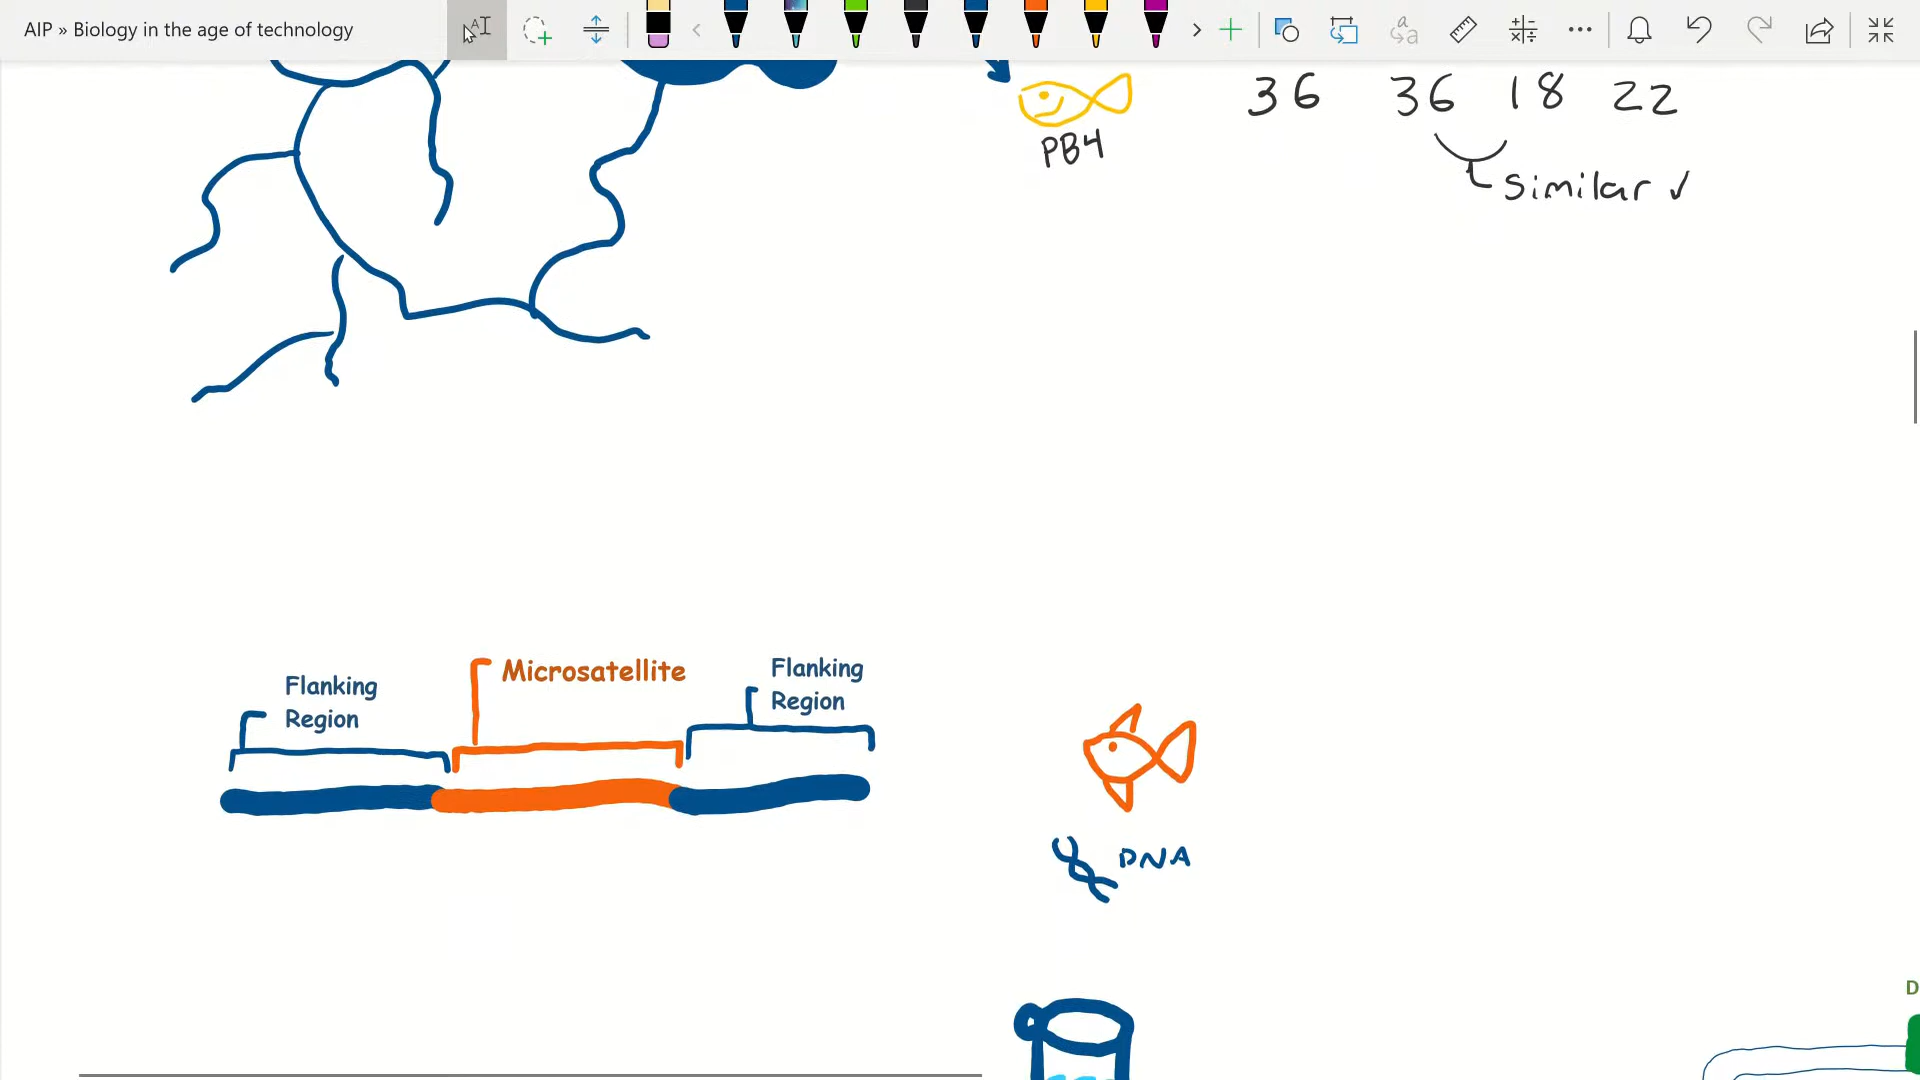 AIP » Biology in the age of technology
36 36 18 22
PB4
Similar ✓
Flanking
Region
Microsatellite
Flanking
Region
DNA
D